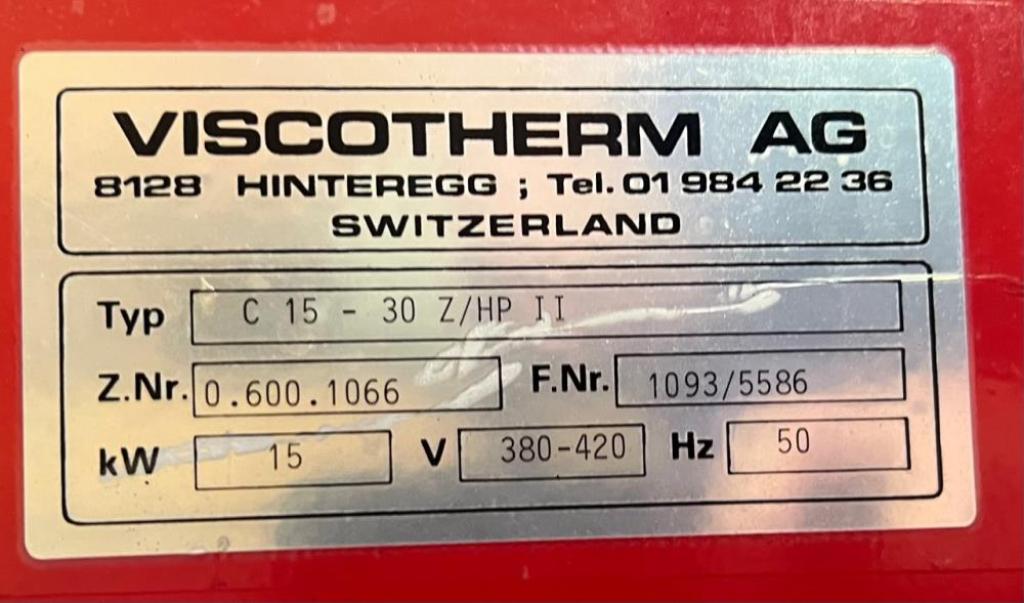 VISCOTHERM AG
8128 HINTEREGG ; Tel. 01 984 22 36
SWITZERLAND
Typ C 15 - 30 Z/HP II
Z.Nr. 0.600.1066 F.Nr. 1093/5586
kW 15 V 380-420 Hz 50